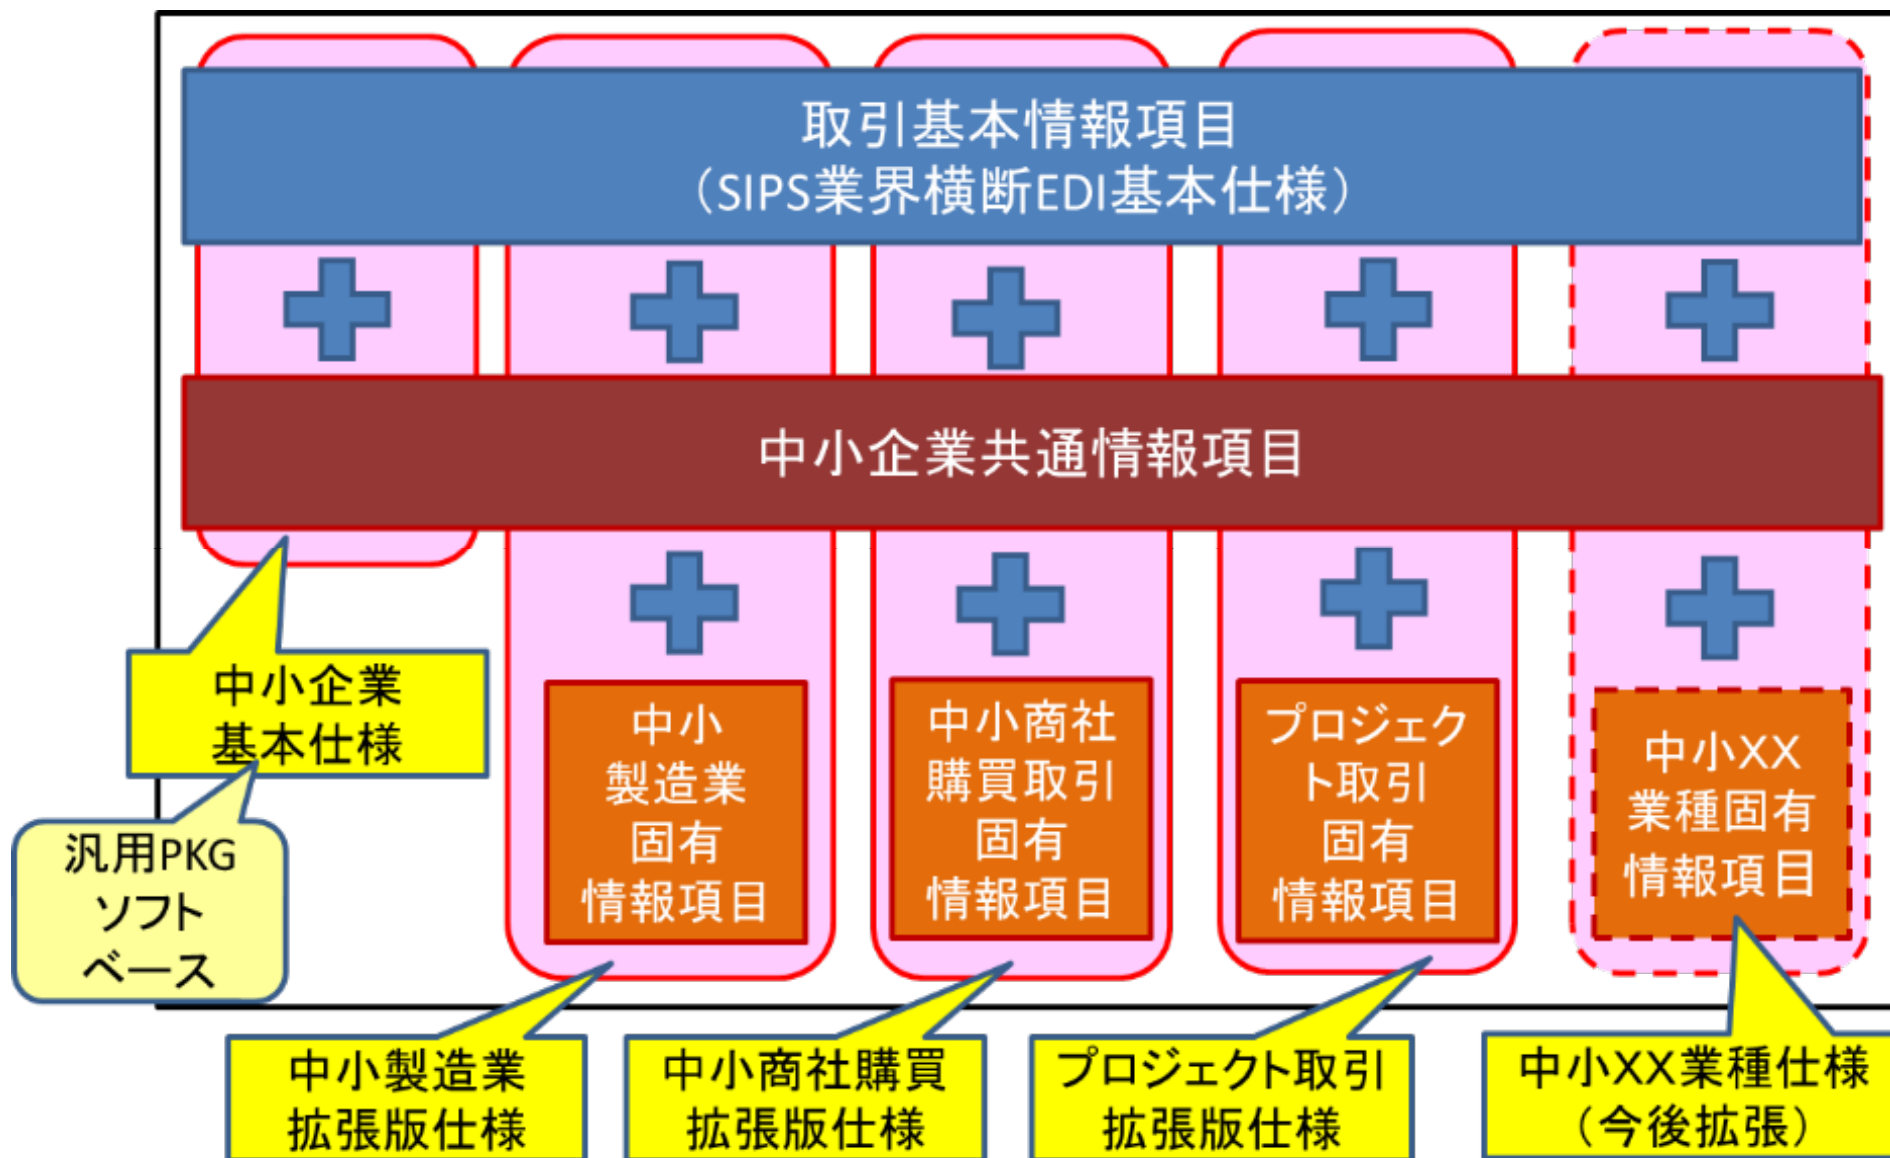 取引基本情報項目
（SIPS業界横断EDI基本仕様）
中小企業共通情報項目
中小企業
基本仕様
汎用PKG
ソフト
ベース
中小
製造業
固有
情報項目
中小商社
購買取引
固有
情報項目
プロジェク
ト取引
固有
情報項目
中小XX
業種固有
情報項目
中小製造業
拡張版仕様
中小商社購買
拡張版仕様
プロジェクト取引
拡張版仕様
中小XX業種仕様
（今後拡張）